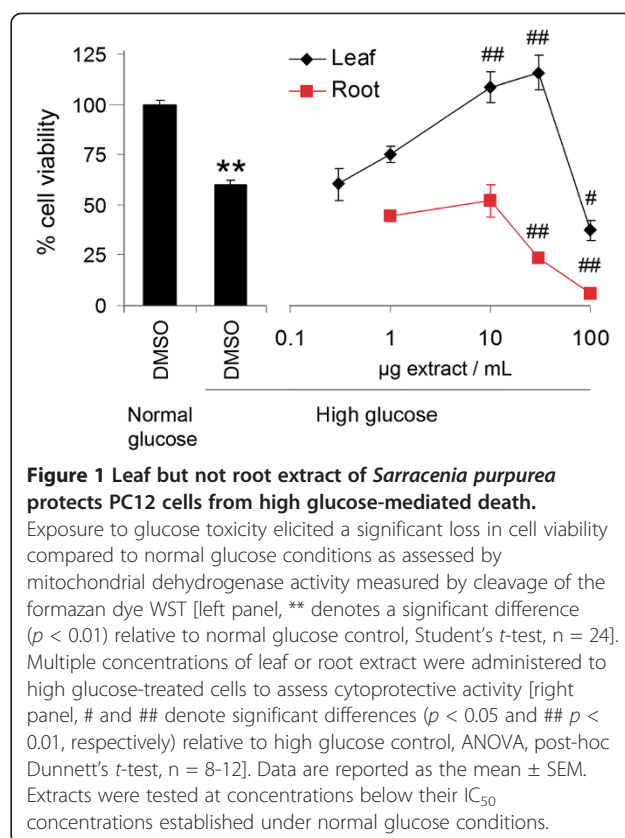 125
100
75
50
25
0
% cell viability
**
DMSO
DMSO
Normal
glucose
High glucose
Leaf
Root
##
##
#
##
##
0.1
1
10
100
µg extract / mL
Figure 1 Leaf but not root extract of Sarracenia purpurea
protects PC12 cells from high glucose-mediated death.
Exposure to glucose toxicity elicited a significant loss in cell viability
compared to normal glucose conditions as assessed by
mitochondrial dehydrogenase activity measured by cleavage of the
formazan dye WST [left panel, ** denotes a significant difference
(p < 0.01) relative to normal glucose control, Student's t-test, n = 24].
Multiple concentrations of leaf or root extract were administered to
high glucose-treated cells to assess cytoprotective activity [right
panel, # and ## denote significant differences (p < 0.05 and ## p <
0.01, respectively) relative to high glucose control, ANOVA, post-hoc
Dunnett's t-test, n = 8-12]. Data are reported as the mean ± SEM.
Extracts were tested at concentrations below their IC50
concentrations established under normal glucose conditions.